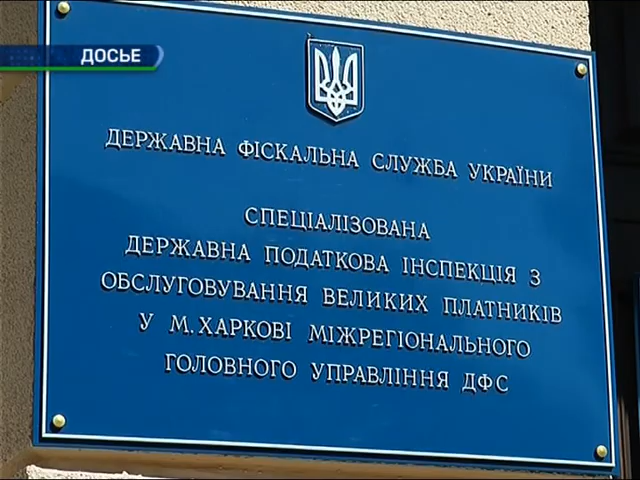 ДОСЬЕ
ДЕРЖАВНА ФІСКАЛЬНА СЛУЖБА УКРАЇНИ
СПЕЦІАЛІЗОВАНА
ДЕРЖАВНА ПОДАТКОВА ІНСПЕКЦІЯ З
ОБСЛУГОВУВАННЯ ВЕЛИКИХ ПЛАТНИКІВ
У М. ХАРКОВІ МІЖРЕГІОНАЛЬНОГО
ГОЛОВНОГО УПРАВЛІННЯ ДФС